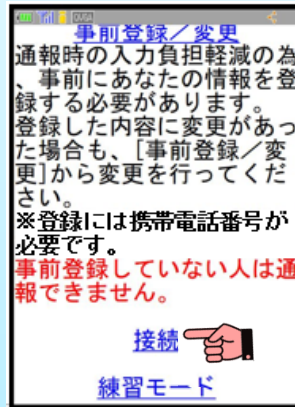 事前登録／変更
通報時の入力負担軽減の為
、事前にあなたの情報を登
録する必要があります。
登録した内容に変更があっ
た場合も、[事前登録／変
更]から変更を行ってくだ
さい。
※登録には携帯電話番号が
必要です。
事前登録していない人は通
報できません。
接続
練習モード